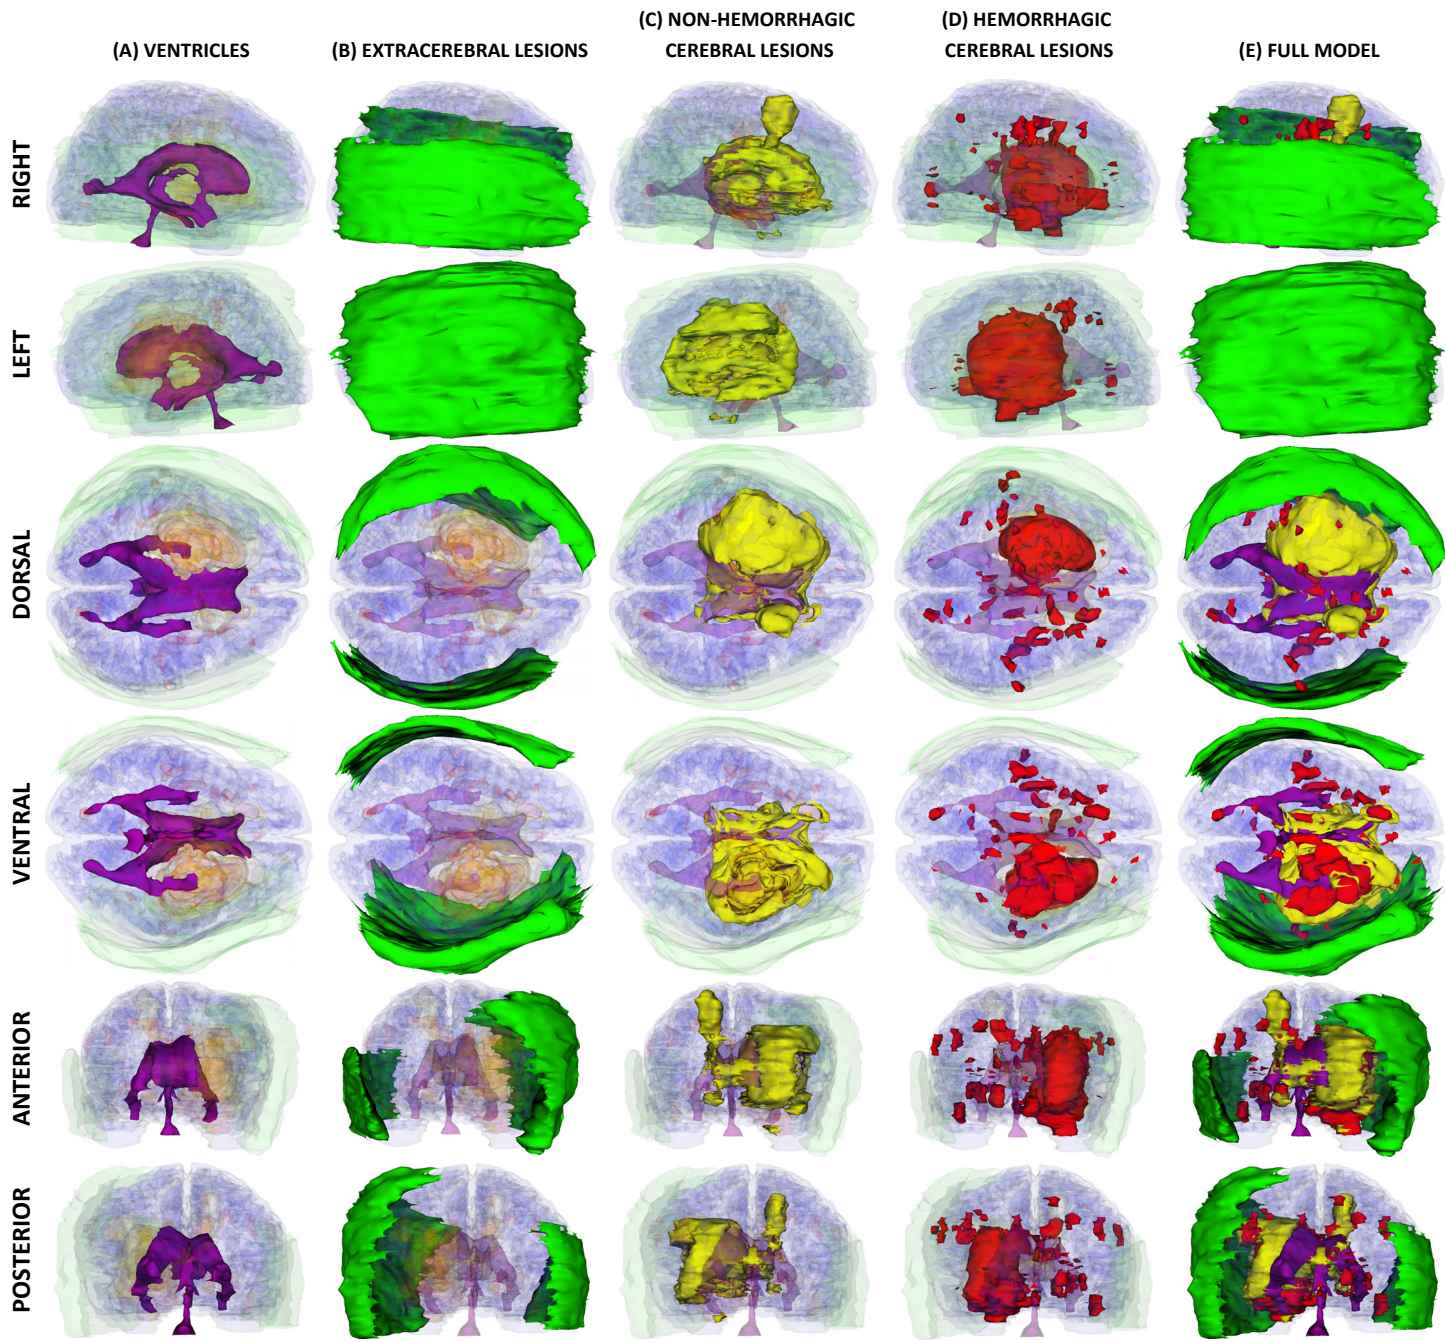 (C) NON-HEMORRHAGIC (D) HEMORRHAGIC
(A) VENTRICLES (B) EXTRACEREBRAL LESIONS CEREBRAL LESIONS CEREBRAL LESIONS (E) FULL MODEL
RIGHT
LEFT
DORSAL
VENTRAL
ANTERIOR
POSTERIOR